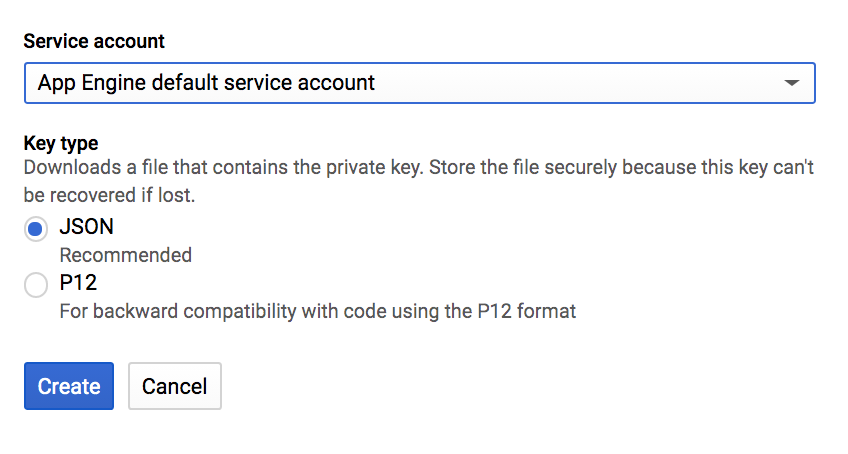 Service account
App Engine default service account
Key type
Downloads a file that contains the private key. Store the file securely because this key can't
be recovered if lost.
JSON
Recommended
P12
For backward compatibility with code using the P12 format
Create Cancel